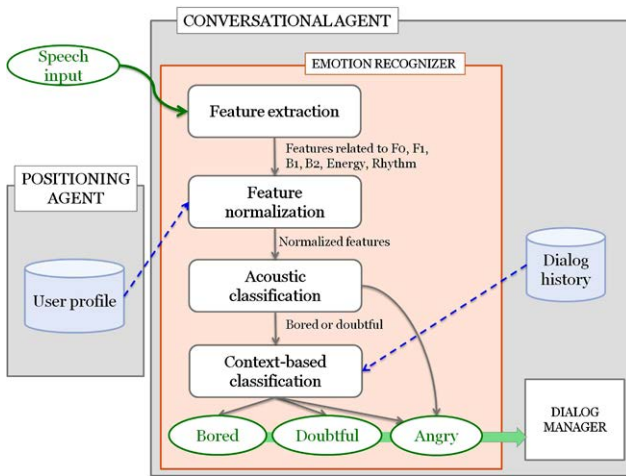 CONVERSATIONAL AGENT
Speech
input
EMOTION RECOGNIZER
Feature extraction
Features related to F0, F1,
B1, B2, Energy, Rhythm
POSITIONING
AGENT
Feature
normalization
Normalized features
User profile
Acoustic
classification
Dialog
history
Bored or doubtful
Context-based
classification
Bored
Doubtful
Angry
DIALOG
MANAGER